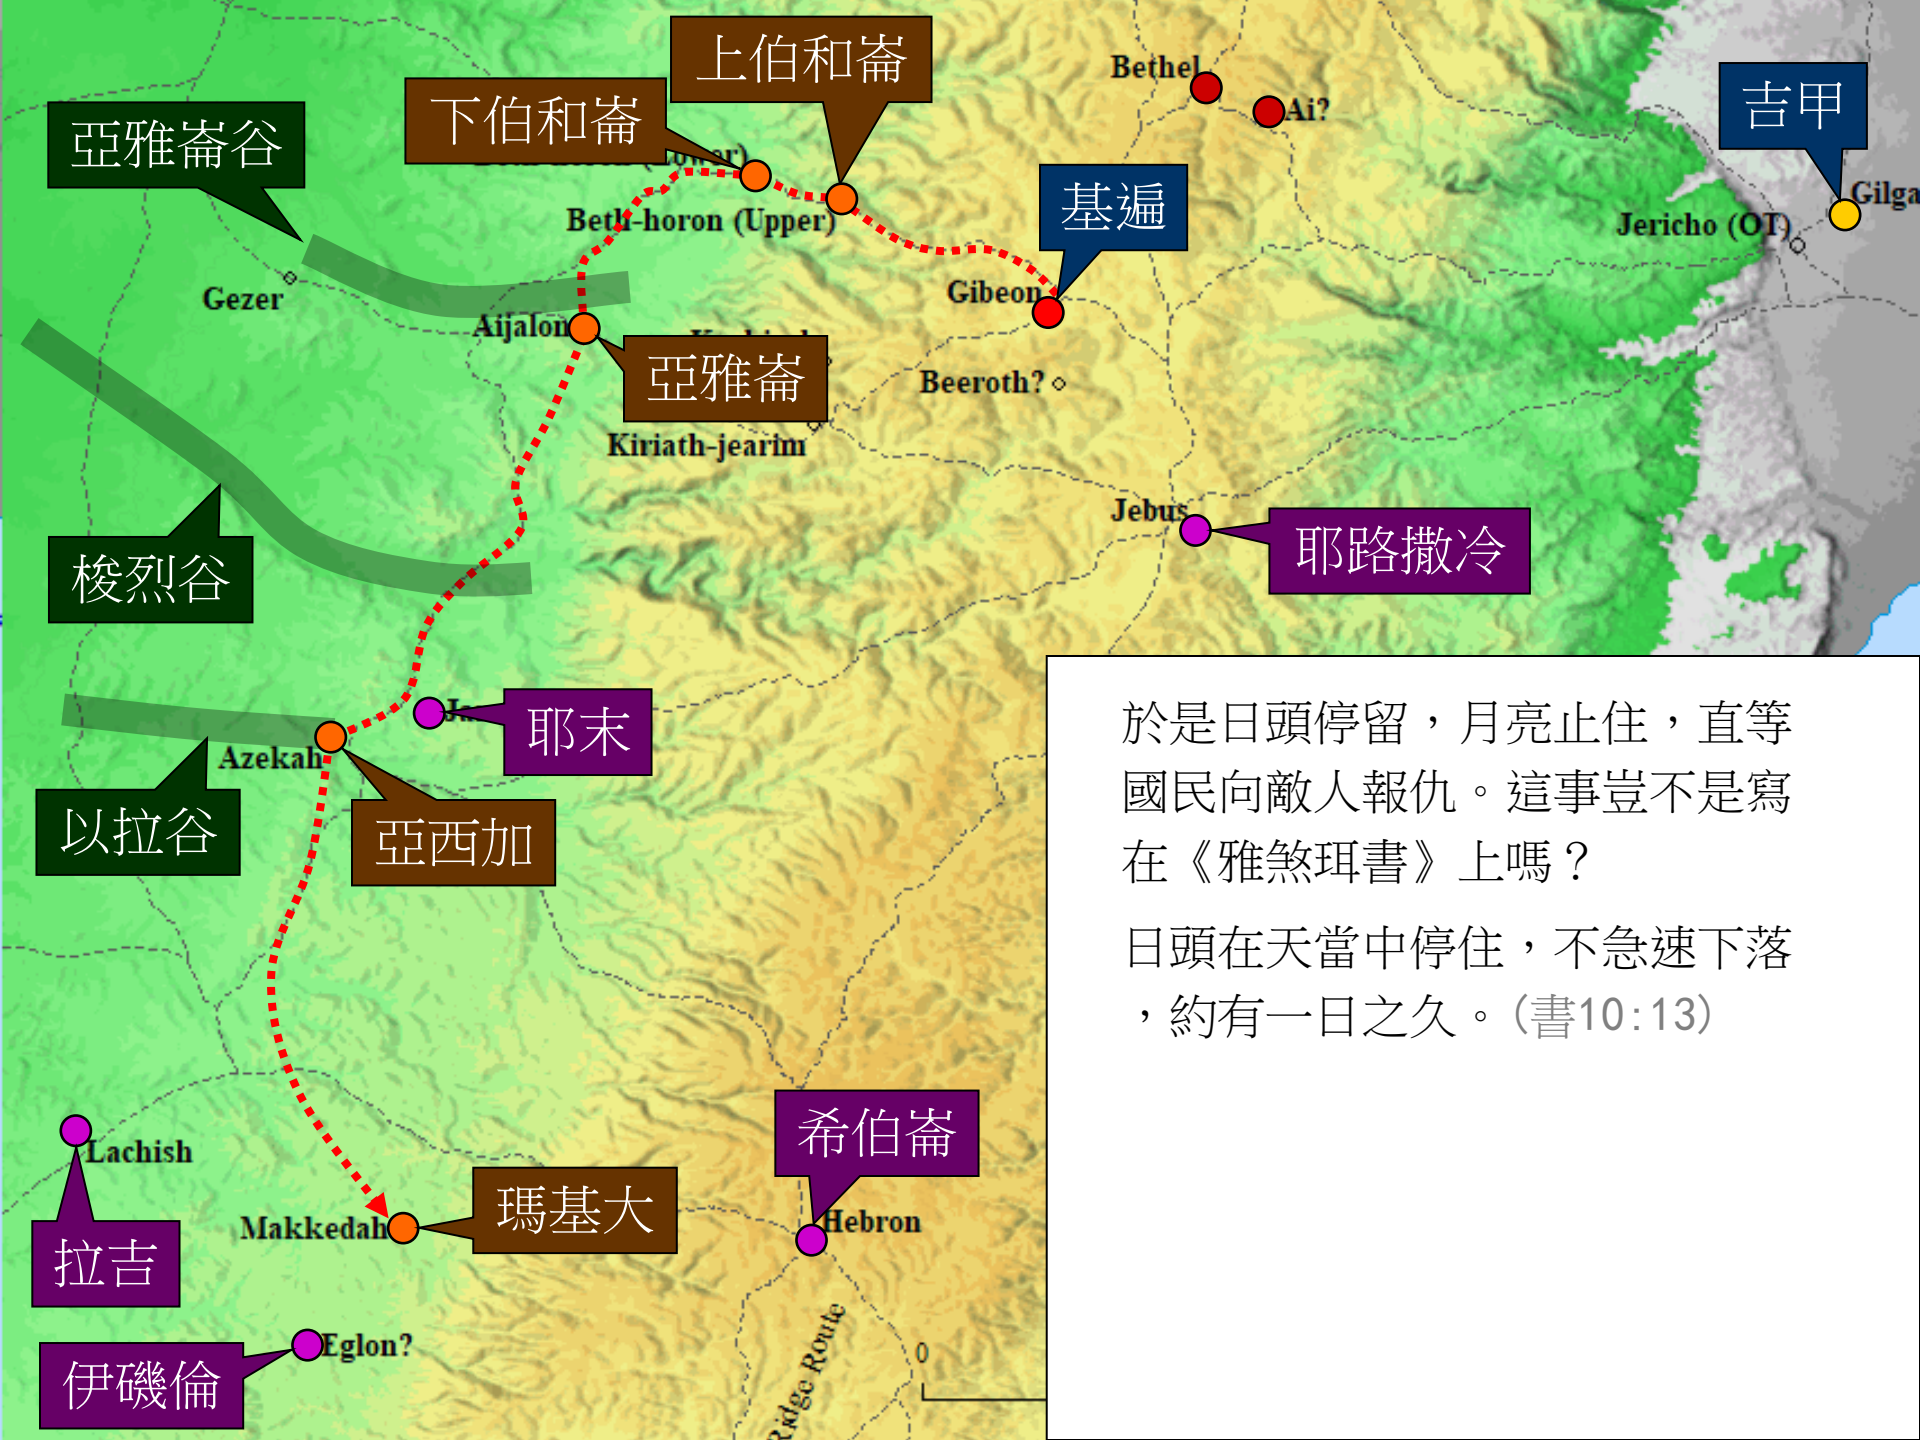 上伯和崙
Bethel
下伯和崙
吉甲
Ai?
亞雅崙谷
基遍
Gilga
Beth-horon (Upper)
Jericho (OT)
Gezer
Gibeon
Aijalon
亞雅崙
Beeroth?
Kiriath-jearim
Jebus
耶路撒冷
梭烈谷
耶末
Azekah
以拉谷
亞西加
於是日頭停留，月亮止住，直等
國民向敵人報仇。這事豈不是寫
在《雅煞珥書》上嗎？
日頭在天當中停住，不急速下落
，約有一日之久。(書10:13)
Lachish
希伯崙
瑪基大
Makkedah
Hebron
拉吉
Eglon?
伊磯倫
Ridge Route
0